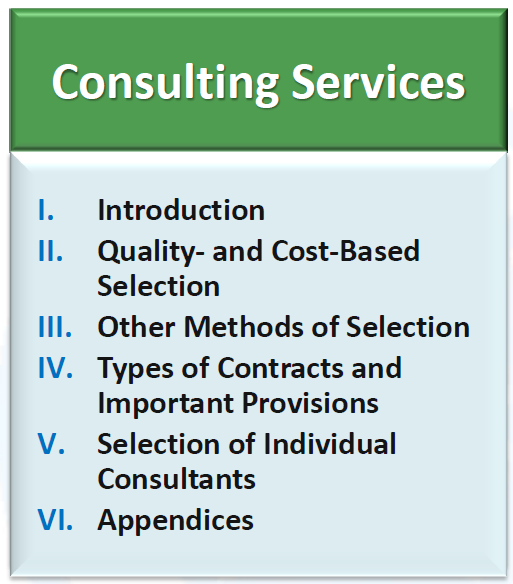 Consulting Services
I. Introduction
II. Quality- and Cost-Based
Selection
III. Other Methods of Selection
IV. Types of Contracts and
Important Provisions
V. Selection of Individual
Consultants
VI. Appendices